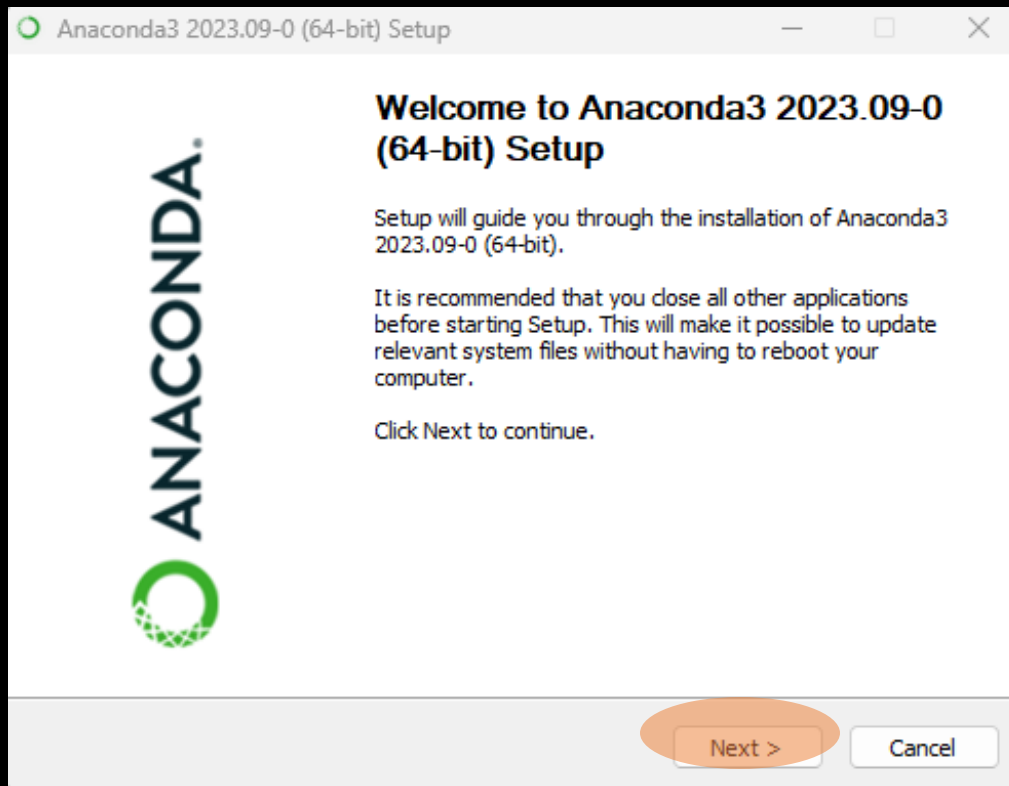 Anaconda3 2023.09-0 (64-bit) Setup
ANACONDA.
Welcome to Anaconda3 2023.09-0
(64-bit) Setup
Setup will guide you through the installation of Anaconda3
2023.09-0 (64-bit).
It is recommended that you close all other applications
before starting Setup. This will make it possible to update
relevant system files without having to reboot your
computer.
Click Next to continue.
Next >
Cancel